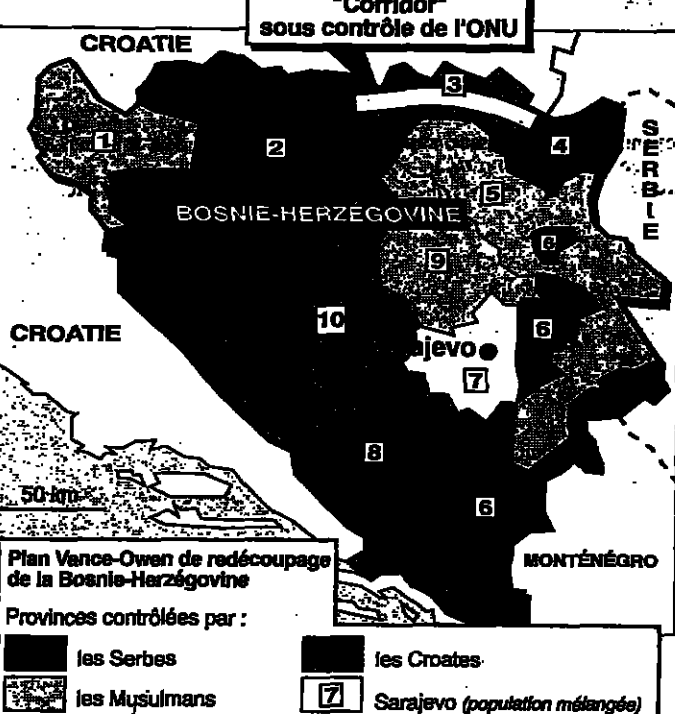 "Corridor"
sous contrôle de l'ONU
CROATIE
3
1
2
4
SERBIE
5
BOSNIE-HERZÉGOVINE
6
9
10
6
CROATIE
ajevo
7
8
50 km
6
Plan Vance-Owen de redécoupage
de la Bosnie-Herzégovine
MONTÉNÉGRO
Provinces contrôlées par :
les Serbes
les Croates
les Musulmans
7 Sarajevo (population mélangée)